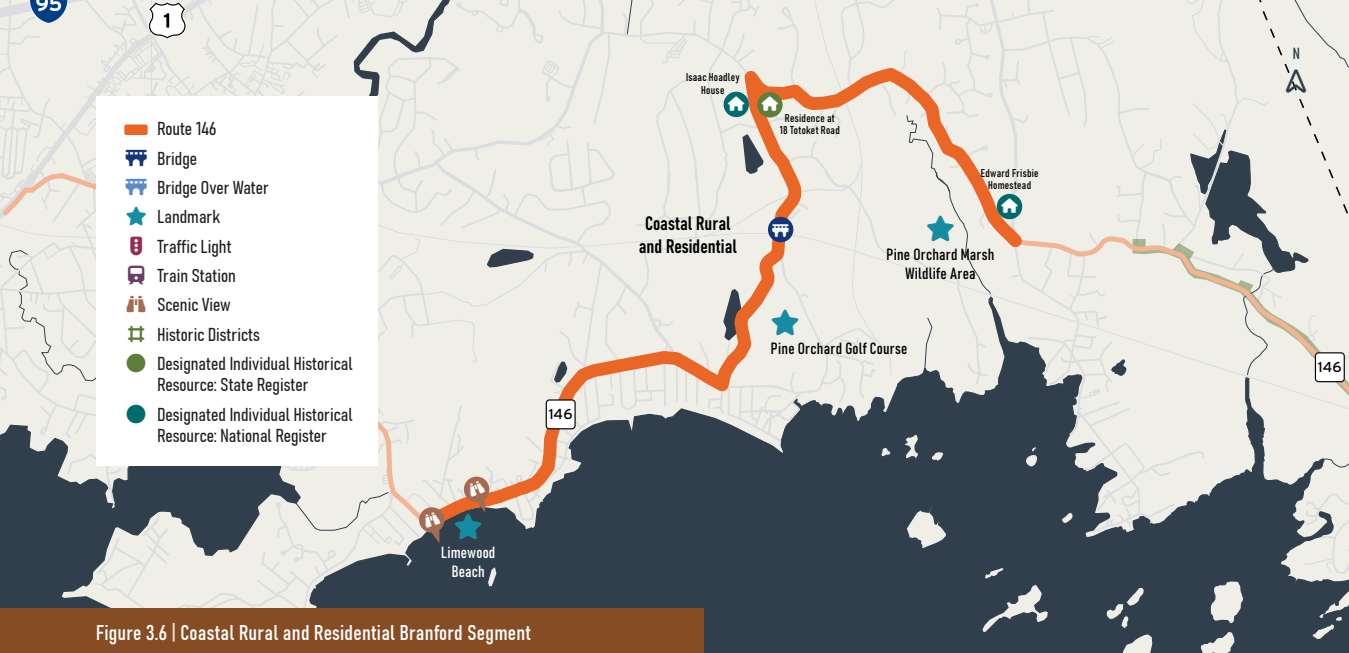 95
1
N
Isaac Hoadley
House
Residence at
18 Totoket Road
Edward Frisbie
Homestead
Coastal Rural
and Residential
Pine Orchard Marsh
Wildlife Area
Pine Orchard Golf Course
146
146
Limewood
Beach
Route 146
Bridge
Bridge Over Water
Landmark
Traffic Light
Train Station
Scenic View
Historic Districts
Designated Individual Historical
Resource: State Register
Designated Individual Historical
Resource: National Register
Figure 3.6 | Coastal Rural and Residential Branford Segment